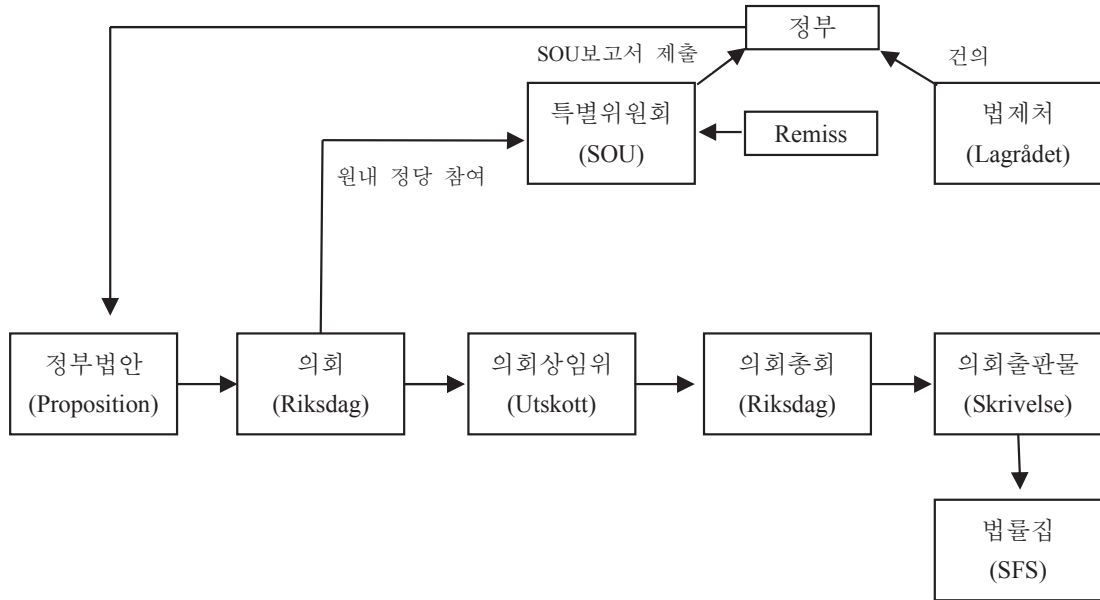 정부
SOU보고서 제출
건의
특별위원회
(SOU)
Remiss
법제처
(Lagrådet)
원내 정당 참여
정부법안
(Proposition)
의회
(Riksdag)
의회상임위
(Utskott)
의회총회
(Riksdag)
의회출판물
(Skrivelse)
법률집
(SFS)